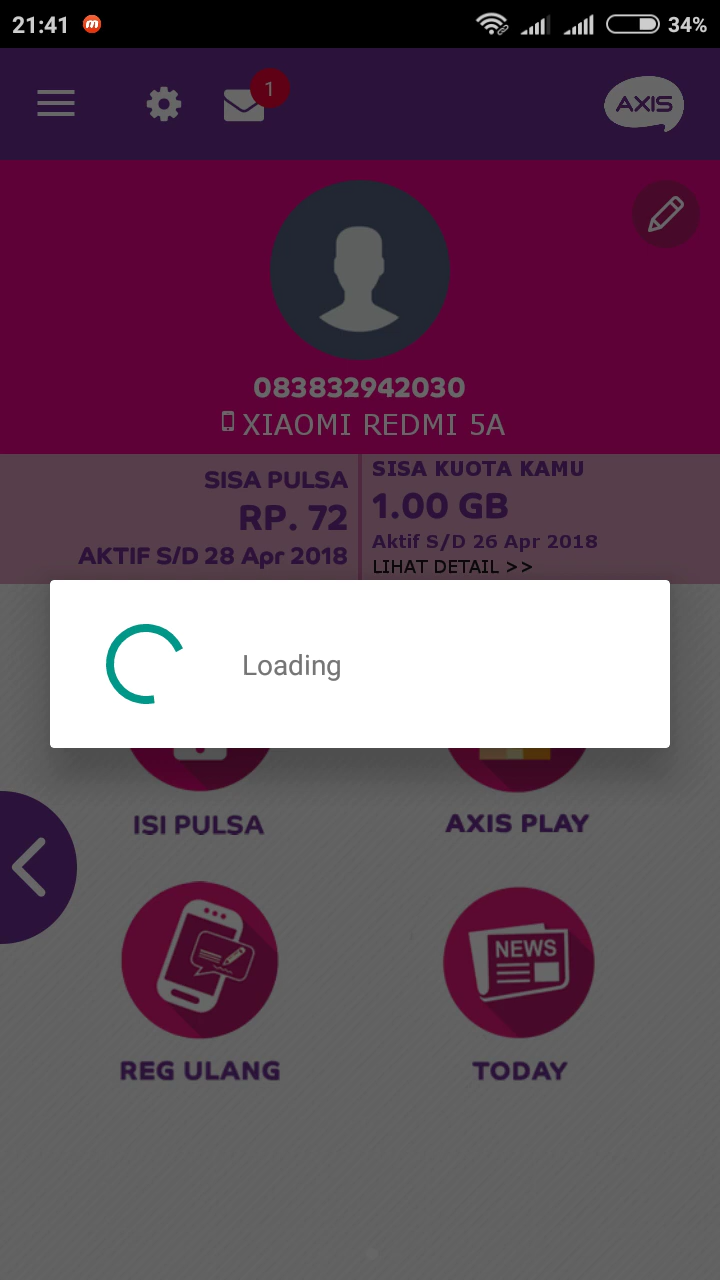 21:41
34%
1
AXIS
083832942030
XIAOMI REDMI 5A
SISA PULSA
RP. 72
AKTIF S/D 28 Apr 2018
SISA KUOTA KAMU
1.00 GB
Aktif S/D 26 Apr 2018
LIHAT DETAIL >>
Loading
ISI PULSA
AXIS PLAY
NEWS
REG ULANG
TODAY